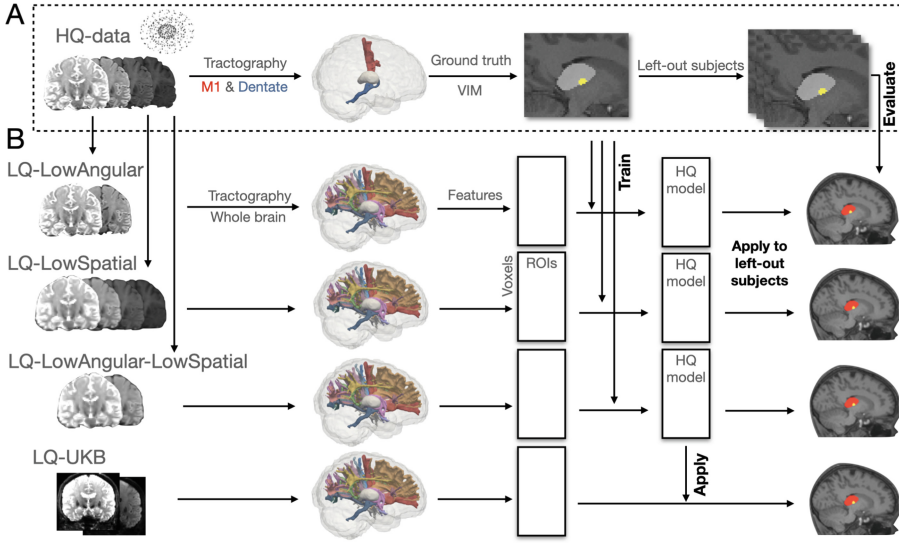 A
HQ-data
Tractography
M1 & Dentate
Ground truth
VIM
Left-out subjects
Evaluate
B
LQ-LowAngular
Tractography
Whole brain
Features
Train
HQ
model
LQ-LowSpatial
Voxels
ROIs
HQ
model
Apply to
left-out
subjects
LQ-LowAngular-LowSpatial
HQ
model
LQ-UKB
Apply